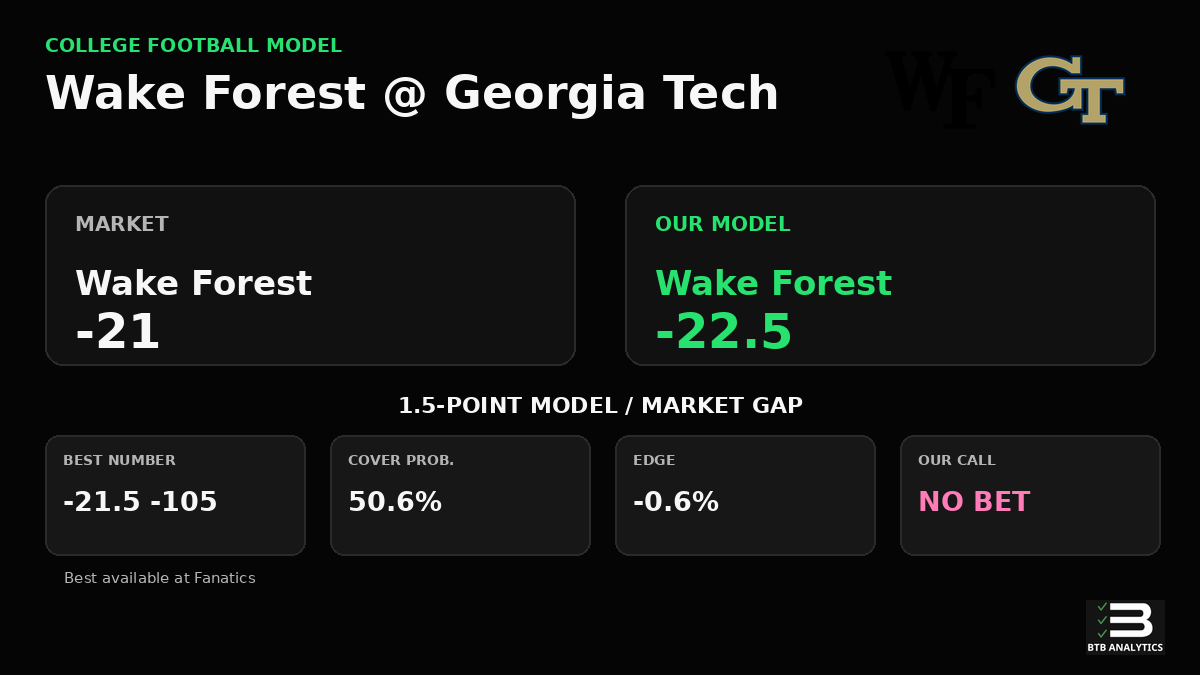 COLLEGE FOOTBALL MODEL
Wake Forest @ Georgia Tech
WF
GT
MARKET
Wake Forest
-21
OUR MODEL
Wake Forest
-22.5
1.5-POINT MODEL / MARKET GAP
BEST NUMBER
-21.5 -105
COVER PROB.
50.6%
EDGE
-0.6%
OUR CALL
NO BET
Best available at Fanatics
B
BTB ANALYTICS